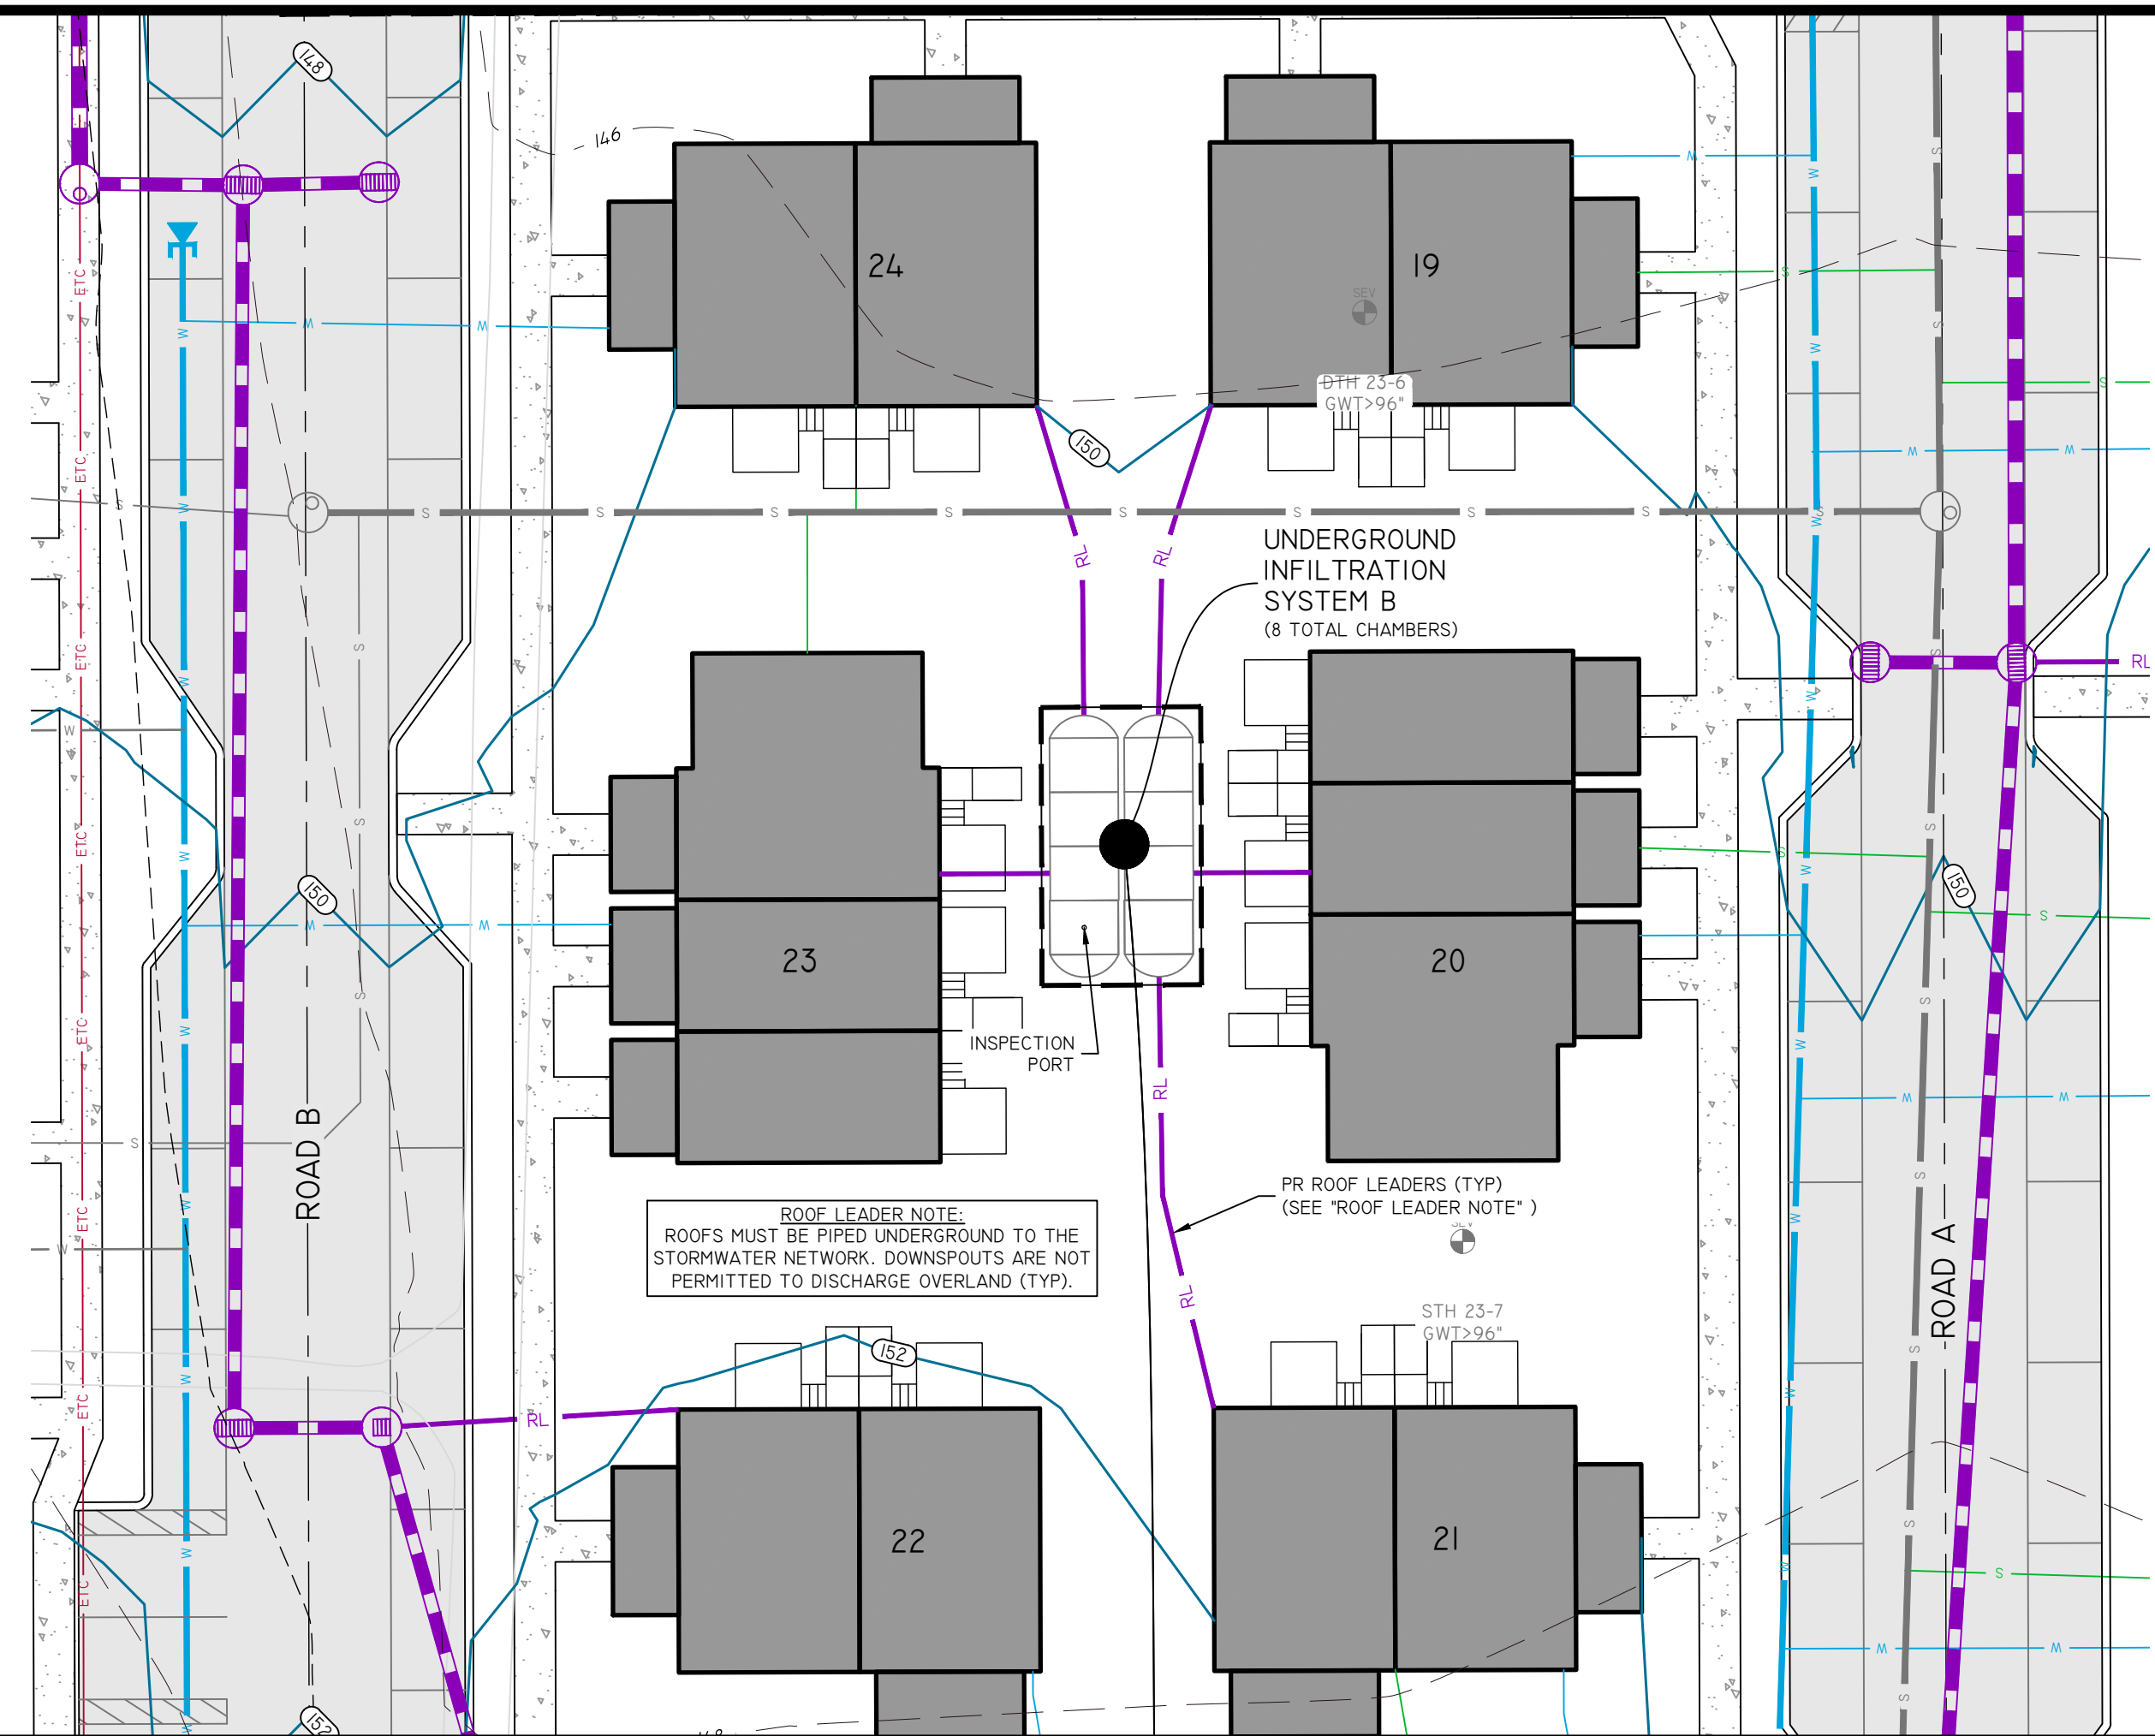 148
146
24
19
SEV
DTH 23-6
GWT>96"
150
UNDERGROUND
INFILTRATION
SYSTEM B
(8 TOTAL CHAMBERS)
W
S
ETC
RL
RL
RL
150
150
23
20
INSPECTION
PORT
RL
ROAD B
ROAD A
PR ROOF LEADERS (TYP)
(SEE "ROOF LEADER NOTE" )
ROOF LEADER NOTE:
ROOFS MUST BE PIPED UNDERGROUND TO THE
STORMWATER NETWORK. DOWNSPOUTS ARE NOT
PERMITTED TO DISCHARGE OVERLAND (TYP).
RL
STH 23-7
GWT>96"
152
RL
22
21
152